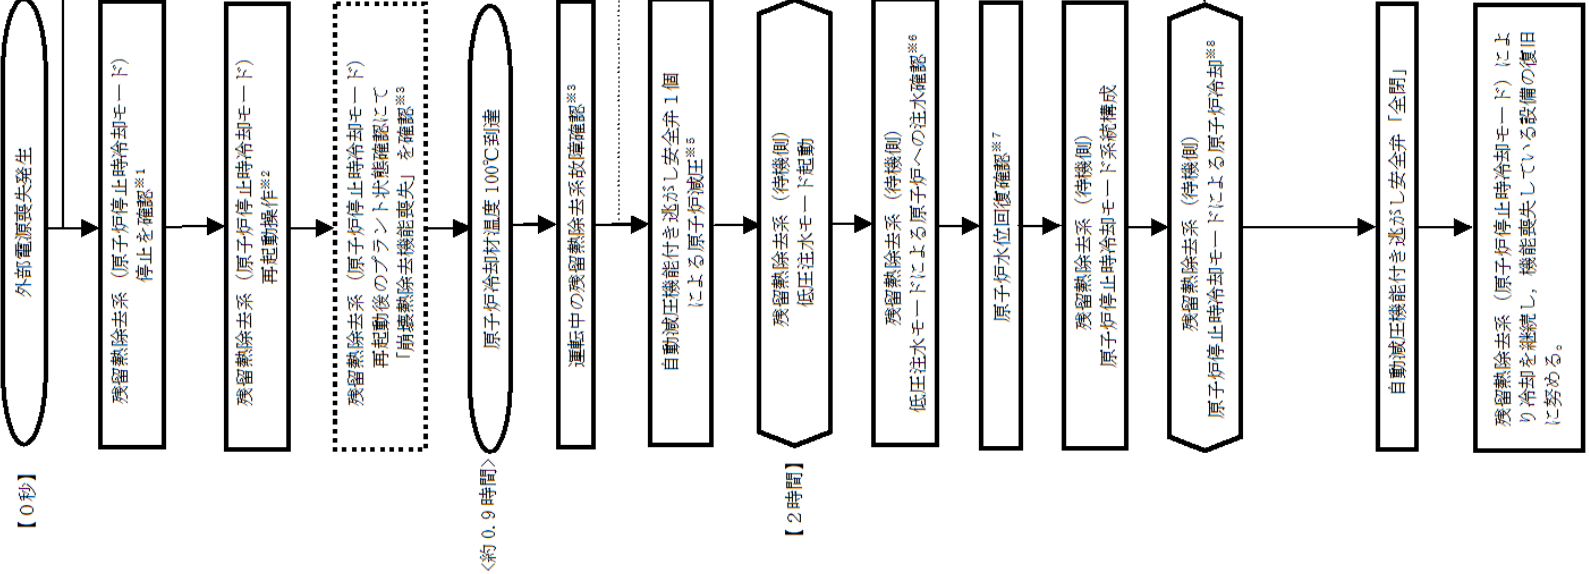 【0秒】
外部電源喪失発生
残留熱除去系（原子炉停止時冷却モード）
停止を確認※1
残留熱除去系（原子炉停止時冷却モード）
再起動操作※2
残留熱除去系（原子炉停止時冷却モード）
再起動後のプラント状態確認にて
「崩壊熱除去機能喪失」を確認※3
<約0.9時間>
原子炉冷却材温度100℃到達
運転中の残留熱除去系故障確認※3
自動減圧機能付き逃がし安全弁1個
による原子炉減圧※5
【2時間】
残留熱除去系（待機側）
低圧注水モード起動
残留熱除去系（待機側）
低圧注水モードによる原子炉への注水確認※6
原子炉水位回復確認※7
残留熱除去系（待機側）
原子炉停止時冷却モード系統構成
残留熱除去系（待機側）
原子炉停止時冷却モードによる原子炉冷却※8
自動減圧機能付き逃がし安全弁「全閉」
残留熱除去系（原子炉停止時冷却モード）によ
り冷却を継続し，機能喪失している設備の復旧
に努める。